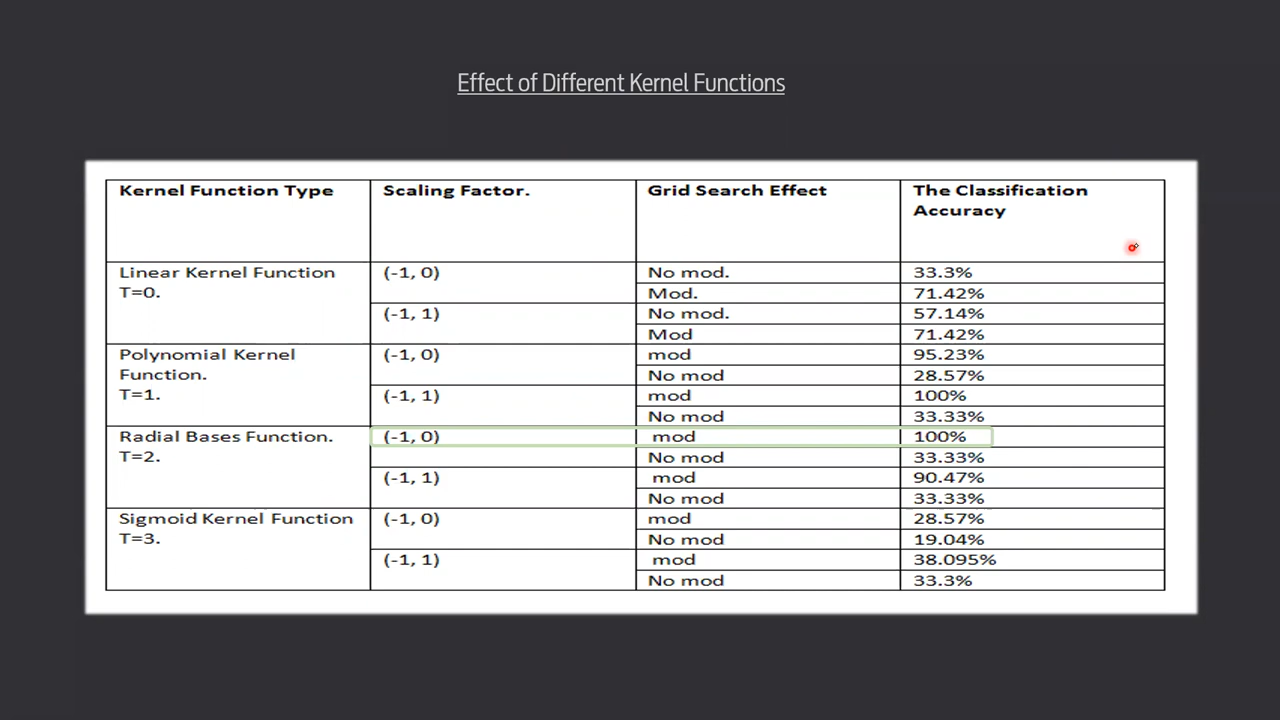 Effect of Different Kernel Functions
Kernel Function Type
Scaling Factor.
Grid Search Effect
The Classification
Accuracy
Linear Kernel Function
T=0.
(-1, 0)
No mod.
33.3%
Mod.
71.42%
(-1, 1)
No mod.
57.14%
Mod
71.42%
Polynomial Kernel
Function.
T=1.
(-1, 0)
mod
95.23%
No mod
28.57%
(-1, 1)
mod
100%
No mod
33.33%
Radial Bases Function.
T=2.
(-1, 0)
mod
100%
No mod
33.33%
(-1, 1)
mod
90.47%
No mod
33.33%
Sigmoid Kernel Function
T=3.
(-1, 0)
mod
28.57%
No mod
19.04%
(-1, 1)
mod
38.095%
No mod
33.3%